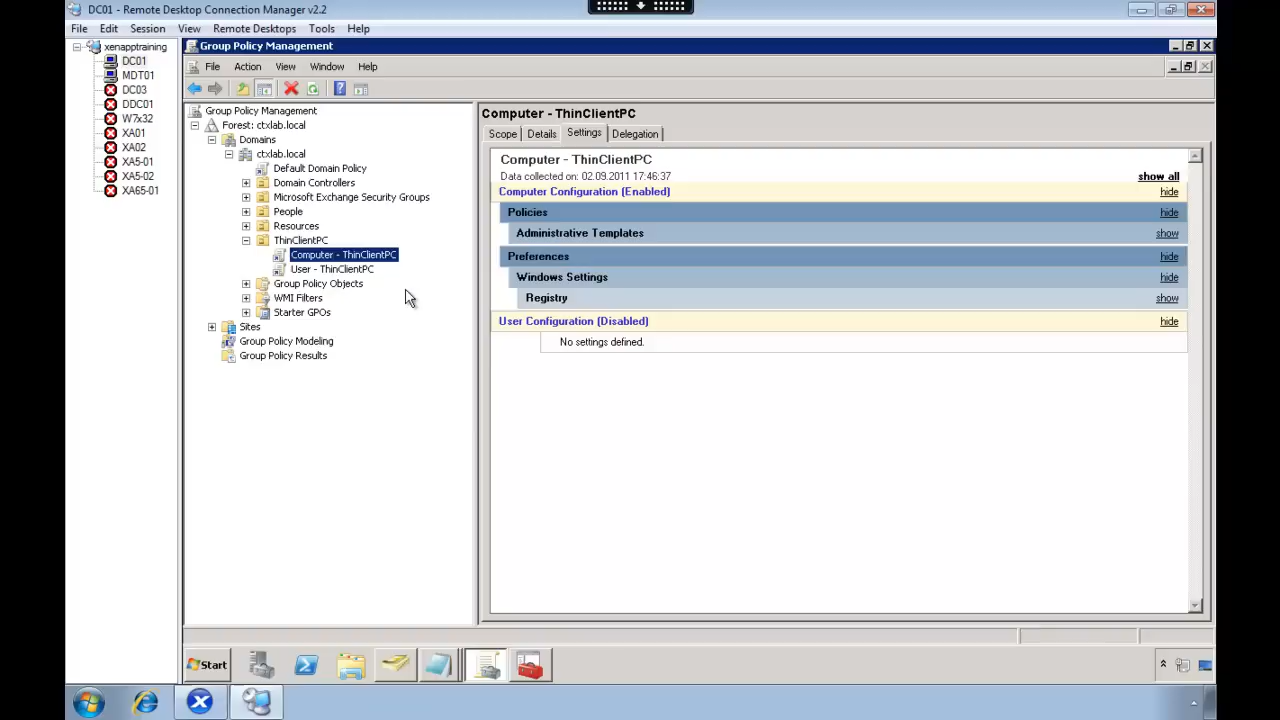 DC01 - Remote Desktop Connection Manager v2.2
File Edit Session View Remote Desktops Tools Help
xenapptraining
DC01
MDT01
DC03
DDC01
W7x32
XA01
XA02
XA5-01
XA5-02
XA65-01
Group Policy Management
File Action View Window Help
Group Policy Management
Forest: ctxlab.local
Domains
ctxlab.local
Default Domain Policy
Domain Controllers
Microsoft Exchange Security Groups
People
Resources
ThinClientPC
Computer - ThinClientPC
User - ThinClientPC
Group Policy Objects
WMI Filters
Starter GPOs
Sites
Group Policy Modeling
Group Policy Results
Computer - ThinClientPC
Scope Details Settings Delegation
Computer - ThinClientPC
Data collected on: 02.09.2011 17:46:37 show all
Computer Configuration (Enabled) hide
Policies hide
Administrative Templates show
Preferences hide
Windows Settings hide
Registry show
User Configuration (Disabled) hide
No settings defined.
Start